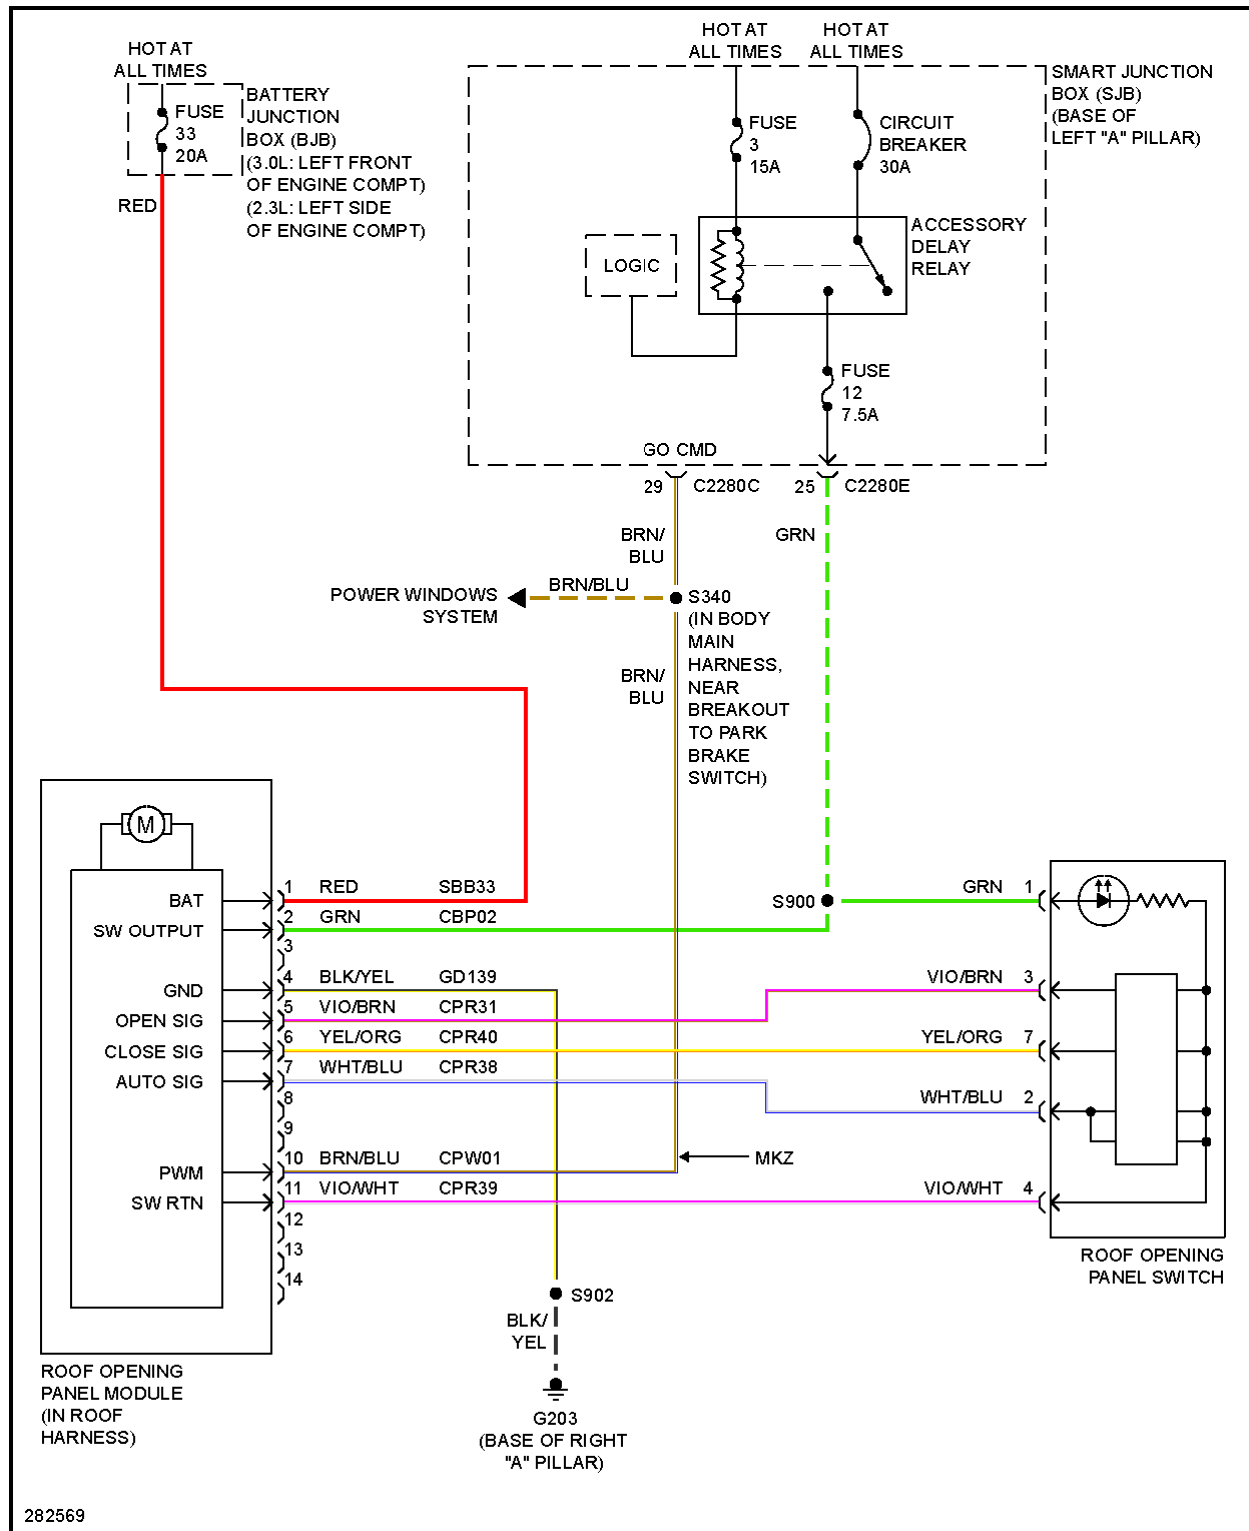 HOT AT
ALL TIMES
FUSE
33
20A
BATTERY
JUNCTION
BOX (BJB)
(3.0L: LEFT FRONT
OF ENGINE COMPT)
(2.3L: LEFT SIDE
OF ENGINE COMPT)
RED
HOT AT
ALL TIMES
HOT AT
ALL TIMES
SMART JUNCTION
BOX (SJB)
(BASE OF
LEFT "A" PILLAR)
FUSE
3
15A
CIRCUIT
BREAKER
30A
ACCESSORY
DELAY
RELAY
LOGIC
FUSE
12
7.5A
GO CMD
29
C2280C
25
C2280E
BRN/
BLU
GRN
BRN/BLU
POWER WINDOWS
SYSTEM
S340
(IN BODY
MAIN
HARNESS,
NEAR
BREAKOUT
TO PARK
BRAKE
SWITCH)
BRN/
BLU
M
BAT
1
RED
SBB33
SW OUTPUT
2
GRN
CBP02
3
GND
4
BLK/YEL
GD139
OPEN SIG
5
VIO/BRN
CPR31
CLOSE SIG
6
YEL/ORG
CPR40
AUTO SIG
7
WHT/BLU
CPR38
8
9
PWM
10
BRN/BLU
CPW01
SW RTN
11
VIO/WHT
CPR39
12
13
14
MKZ
S900
GRN
1
VIO/BRN
3
YEL/ORG
7
WHT/BLU
2
VIO/WHT
4
ROOF OPENING
PANEL SWITCH
S902
BLK/
YEL
G203
(BASE OF RIGHT
"A" PILLAR)
ROOF OPENING
PANEL MODULE
(IN ROOF
HARNESS)
282569